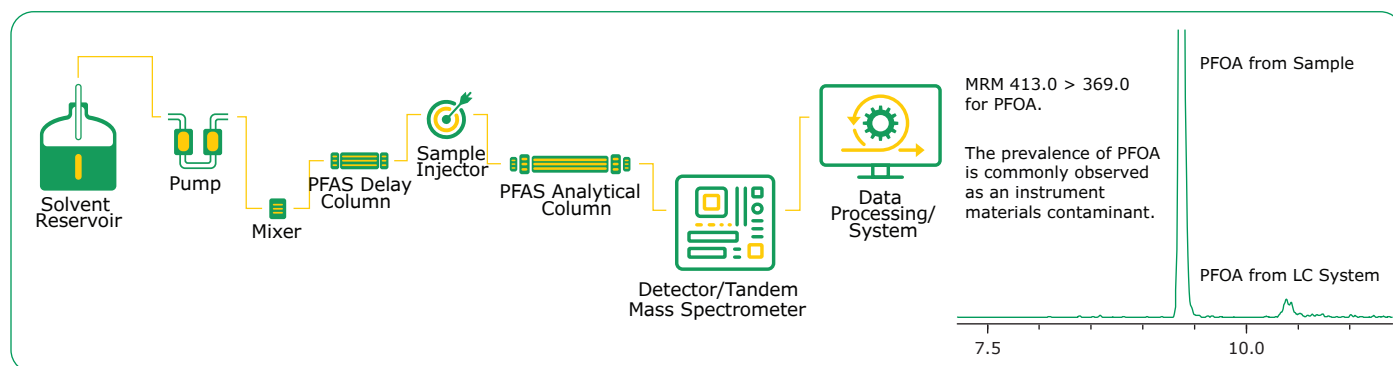 Solvent
Reservoir
Pump
Mixer
PFAS Delay
Column
Sample
Injector
PFAS Analytical
Column
Detector/Tandem
Mass Spectrometer
Data
Processing/
System
MRM 413.0 > 369.0
for PFOA.
The prevalence of PFOA
is commonly observed
as an instrument
materials contaminant.
PFOA from Sample
PFOA from LC System
7.5
10.0